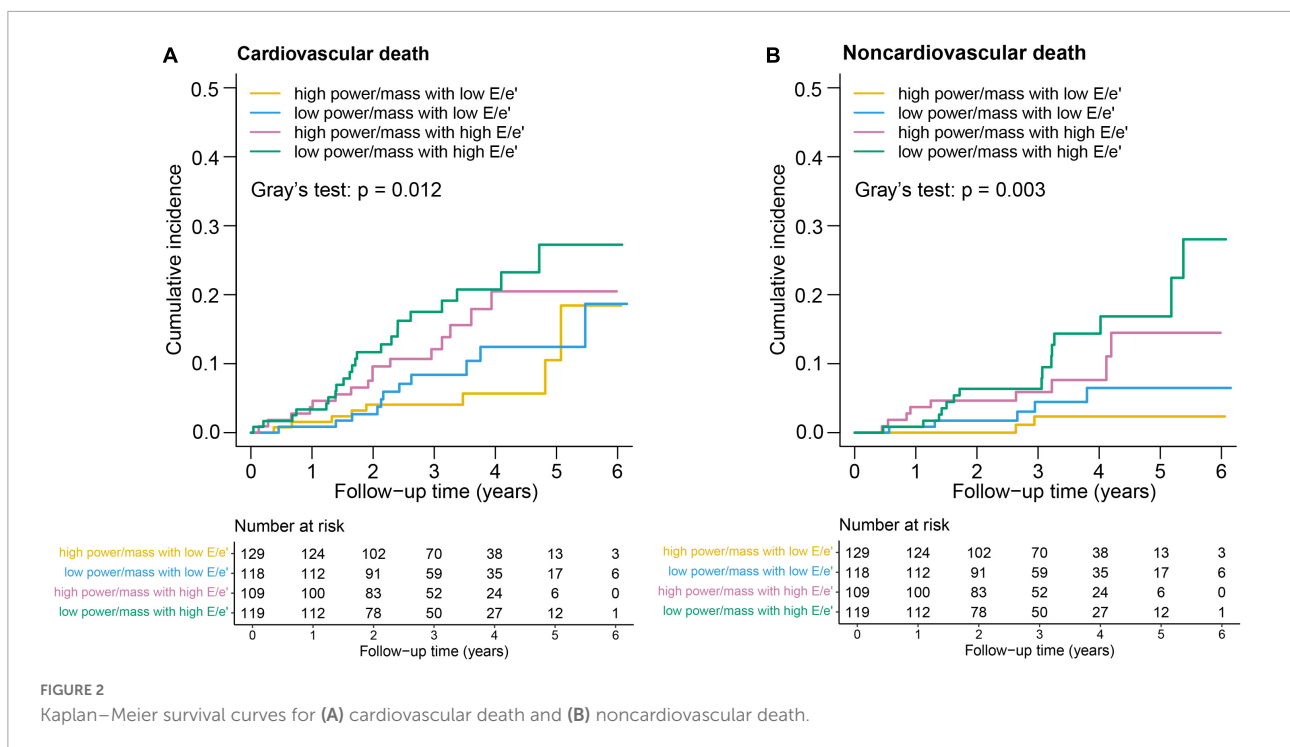 A
Cardiovascular death
high power/mass with low E/e'
low power/mass with low E/e'
high power/mass with high E/e'
low power/mass with high E/e'
Gray's test: p = 0.012
Cumulative incidence
0.5
0.4
0.3
0.2
0.1
0.0
0 1 2 3 4 5 6
Follow−up time (years)
Number at risk
high power/mass with low E/e' 129 124 102 70 38 13 3
low power/mass with low E/e' 118 112 91 59 35 17 6
high power/mass with high E/e' 109 100 83 52 24 6 0
low power/mass with high E/e' 119 112 78 50 27 12 1
0 1 2 3 4 5 6
Follow−up time (years)
B
Noncardiovascular death
high power/mass with low E/e'
low power/mass with low E/e'
high power/mass with high E/e'
low power/mass with high E/e'
Gray's test: p = 0.003
Cumulative incidence
0.5
0.4
0.3
0.2
0.1
0.0
0 1 2 3 4 5 6
Follow−up time (years)
Number at risk
high power/mass with low E/e' 129 124 102 70 38 13 3
low power/mass with low E/e' 118 112 91 59 35 17 6
high power/mass with high E/e' 109 100 83 52 24 6 0
low power/mass with high E/e' 119 112 78 50 27 12 1
0 1 2 3 4 5 6
Follow−up time (years)
FIGURE 2
Kaplan–Meier survival curves for (A) cardiovascular death and (B) noncardiovascular death.